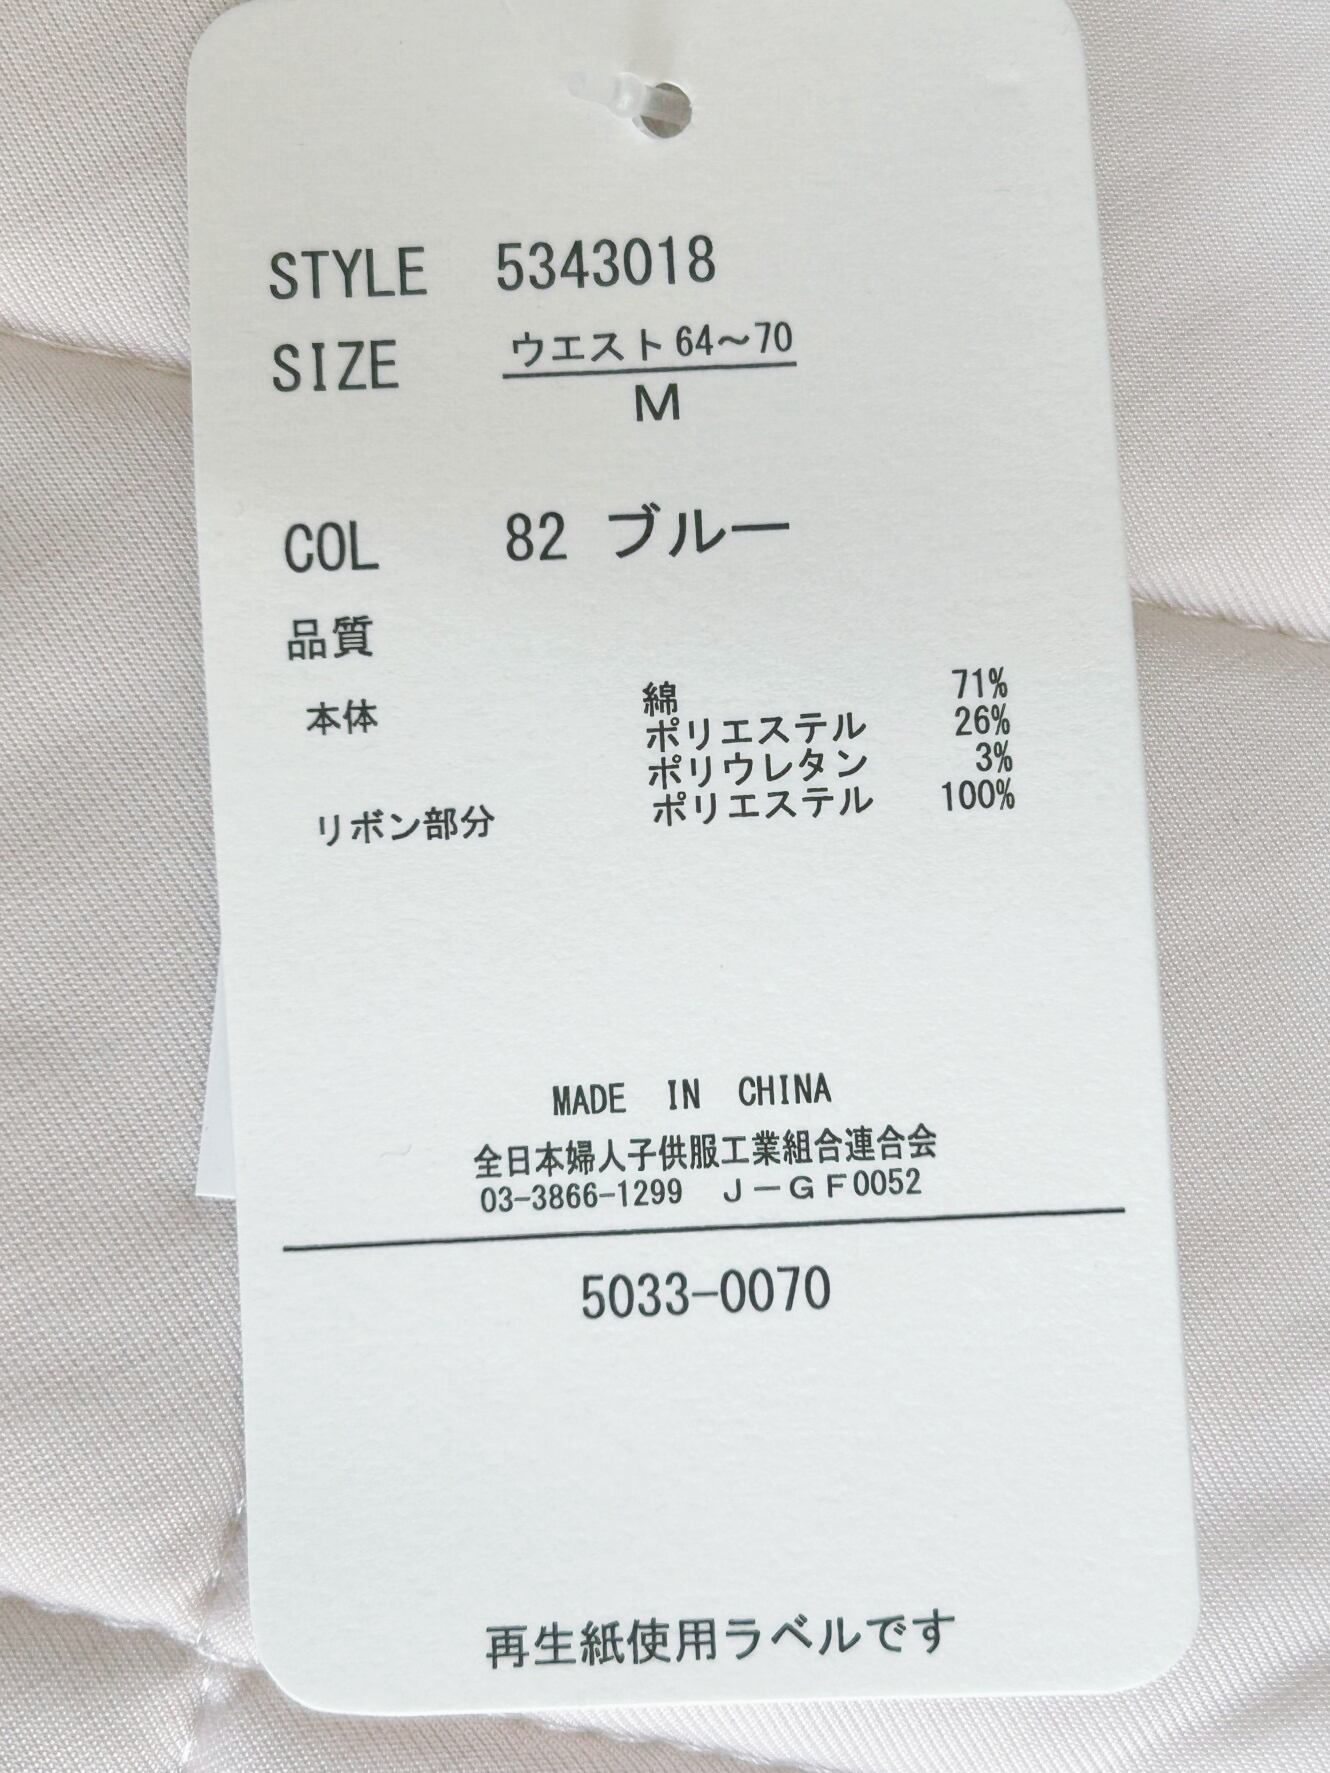 STYLE 5343018
SIZE ウエスト64～70
M
COL 82 ブルー
品質
本体 綿 71%
ポリエステル 26%
ポリウレタン 3%
リボン部分 ポリエステル 100%
MADE IN CHINA
全日本婦人子供服工業組合連合会
03-3866-1299 J－GF0052
5033-0070
再生紙使用ラベルです